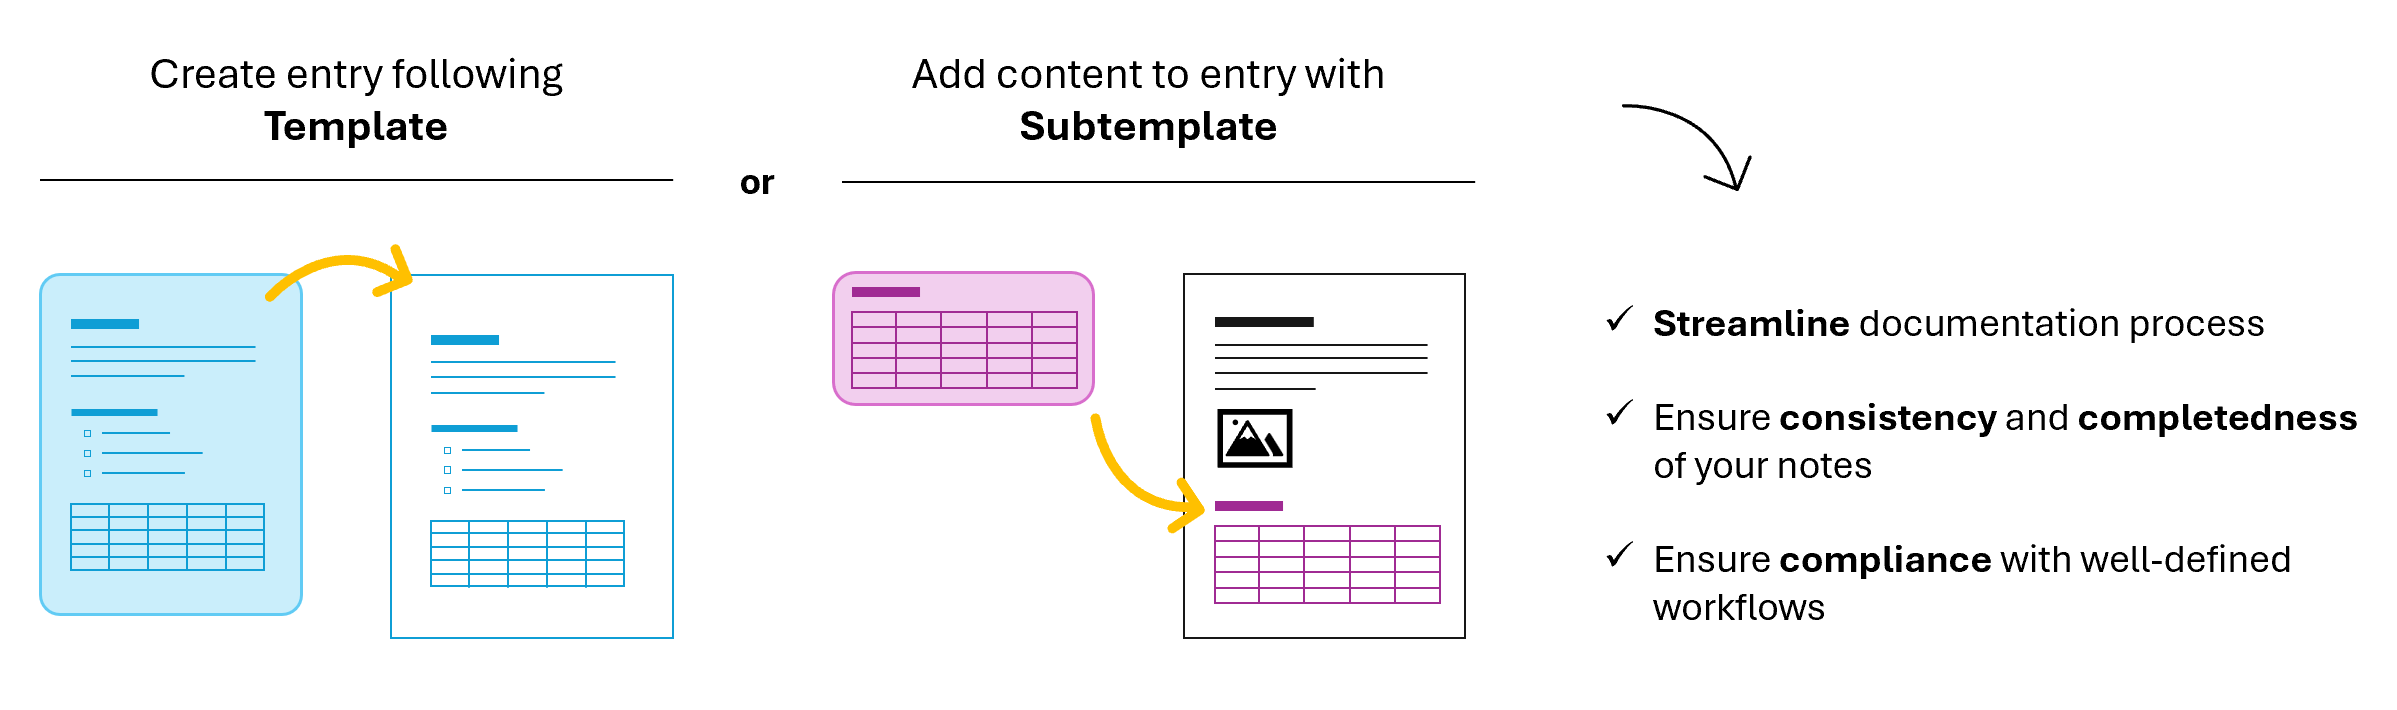 Create entry following
Template
or
Add content to entry with
Subtemplate
✓ Streamline documentation process
✓ Ensure consistency and completedness
of your notes
✓ Ensure compliance with well-defined
workflows